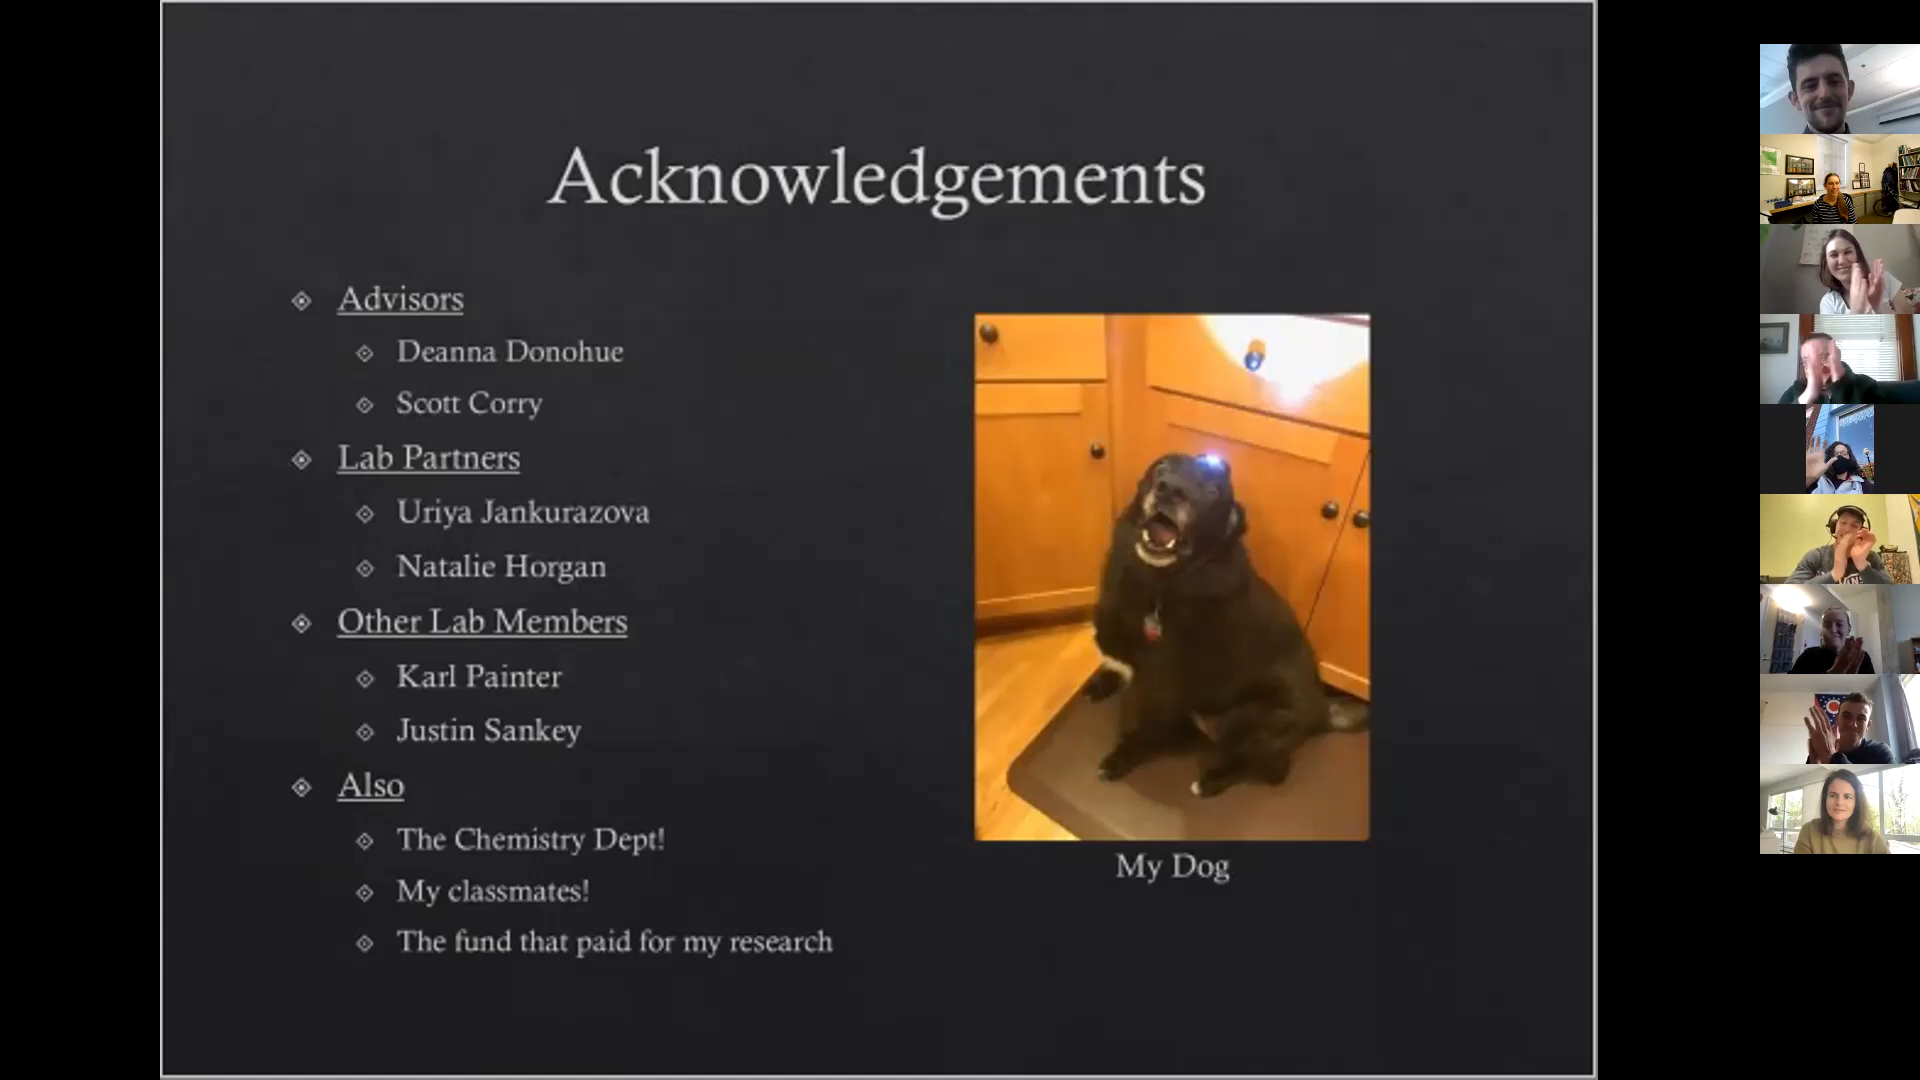 Acknowledgements
Advisors
Deanna Donohue
Scott Corry
Lab Partners
Uriya Jankurazova
Natalie Horgan
Other Lab Members
Karl Painter
Justin Sankey
Also
The Chemistry Dept!
My classmates!
The fund that paid for my research
My Dog